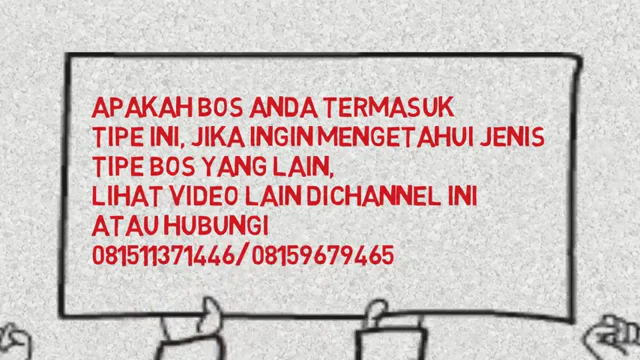 APAKAH BOS ANDA TERMASUK
TIPE INI, JIKA INGIN MENGETAHUI JENIS
TIPE BOS YANG LAIN,
LIHAT VIDEO LAIN DICHANNEL INI
ATAU HUBUNGI
081511371446/08159679465